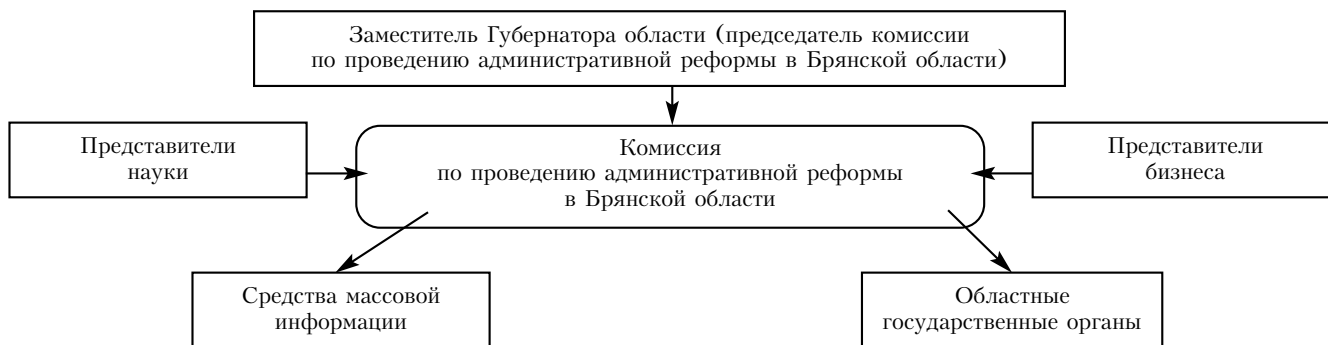 Заместитель Губернатора области (председатель комиссии
по проведению административной реформы в Брянской области)
Представители
науки
Комиссия
по проведению административной реформы
в Брянской области
Представители
бизнеса
Средства массовой
информации
Областные
государственные органы